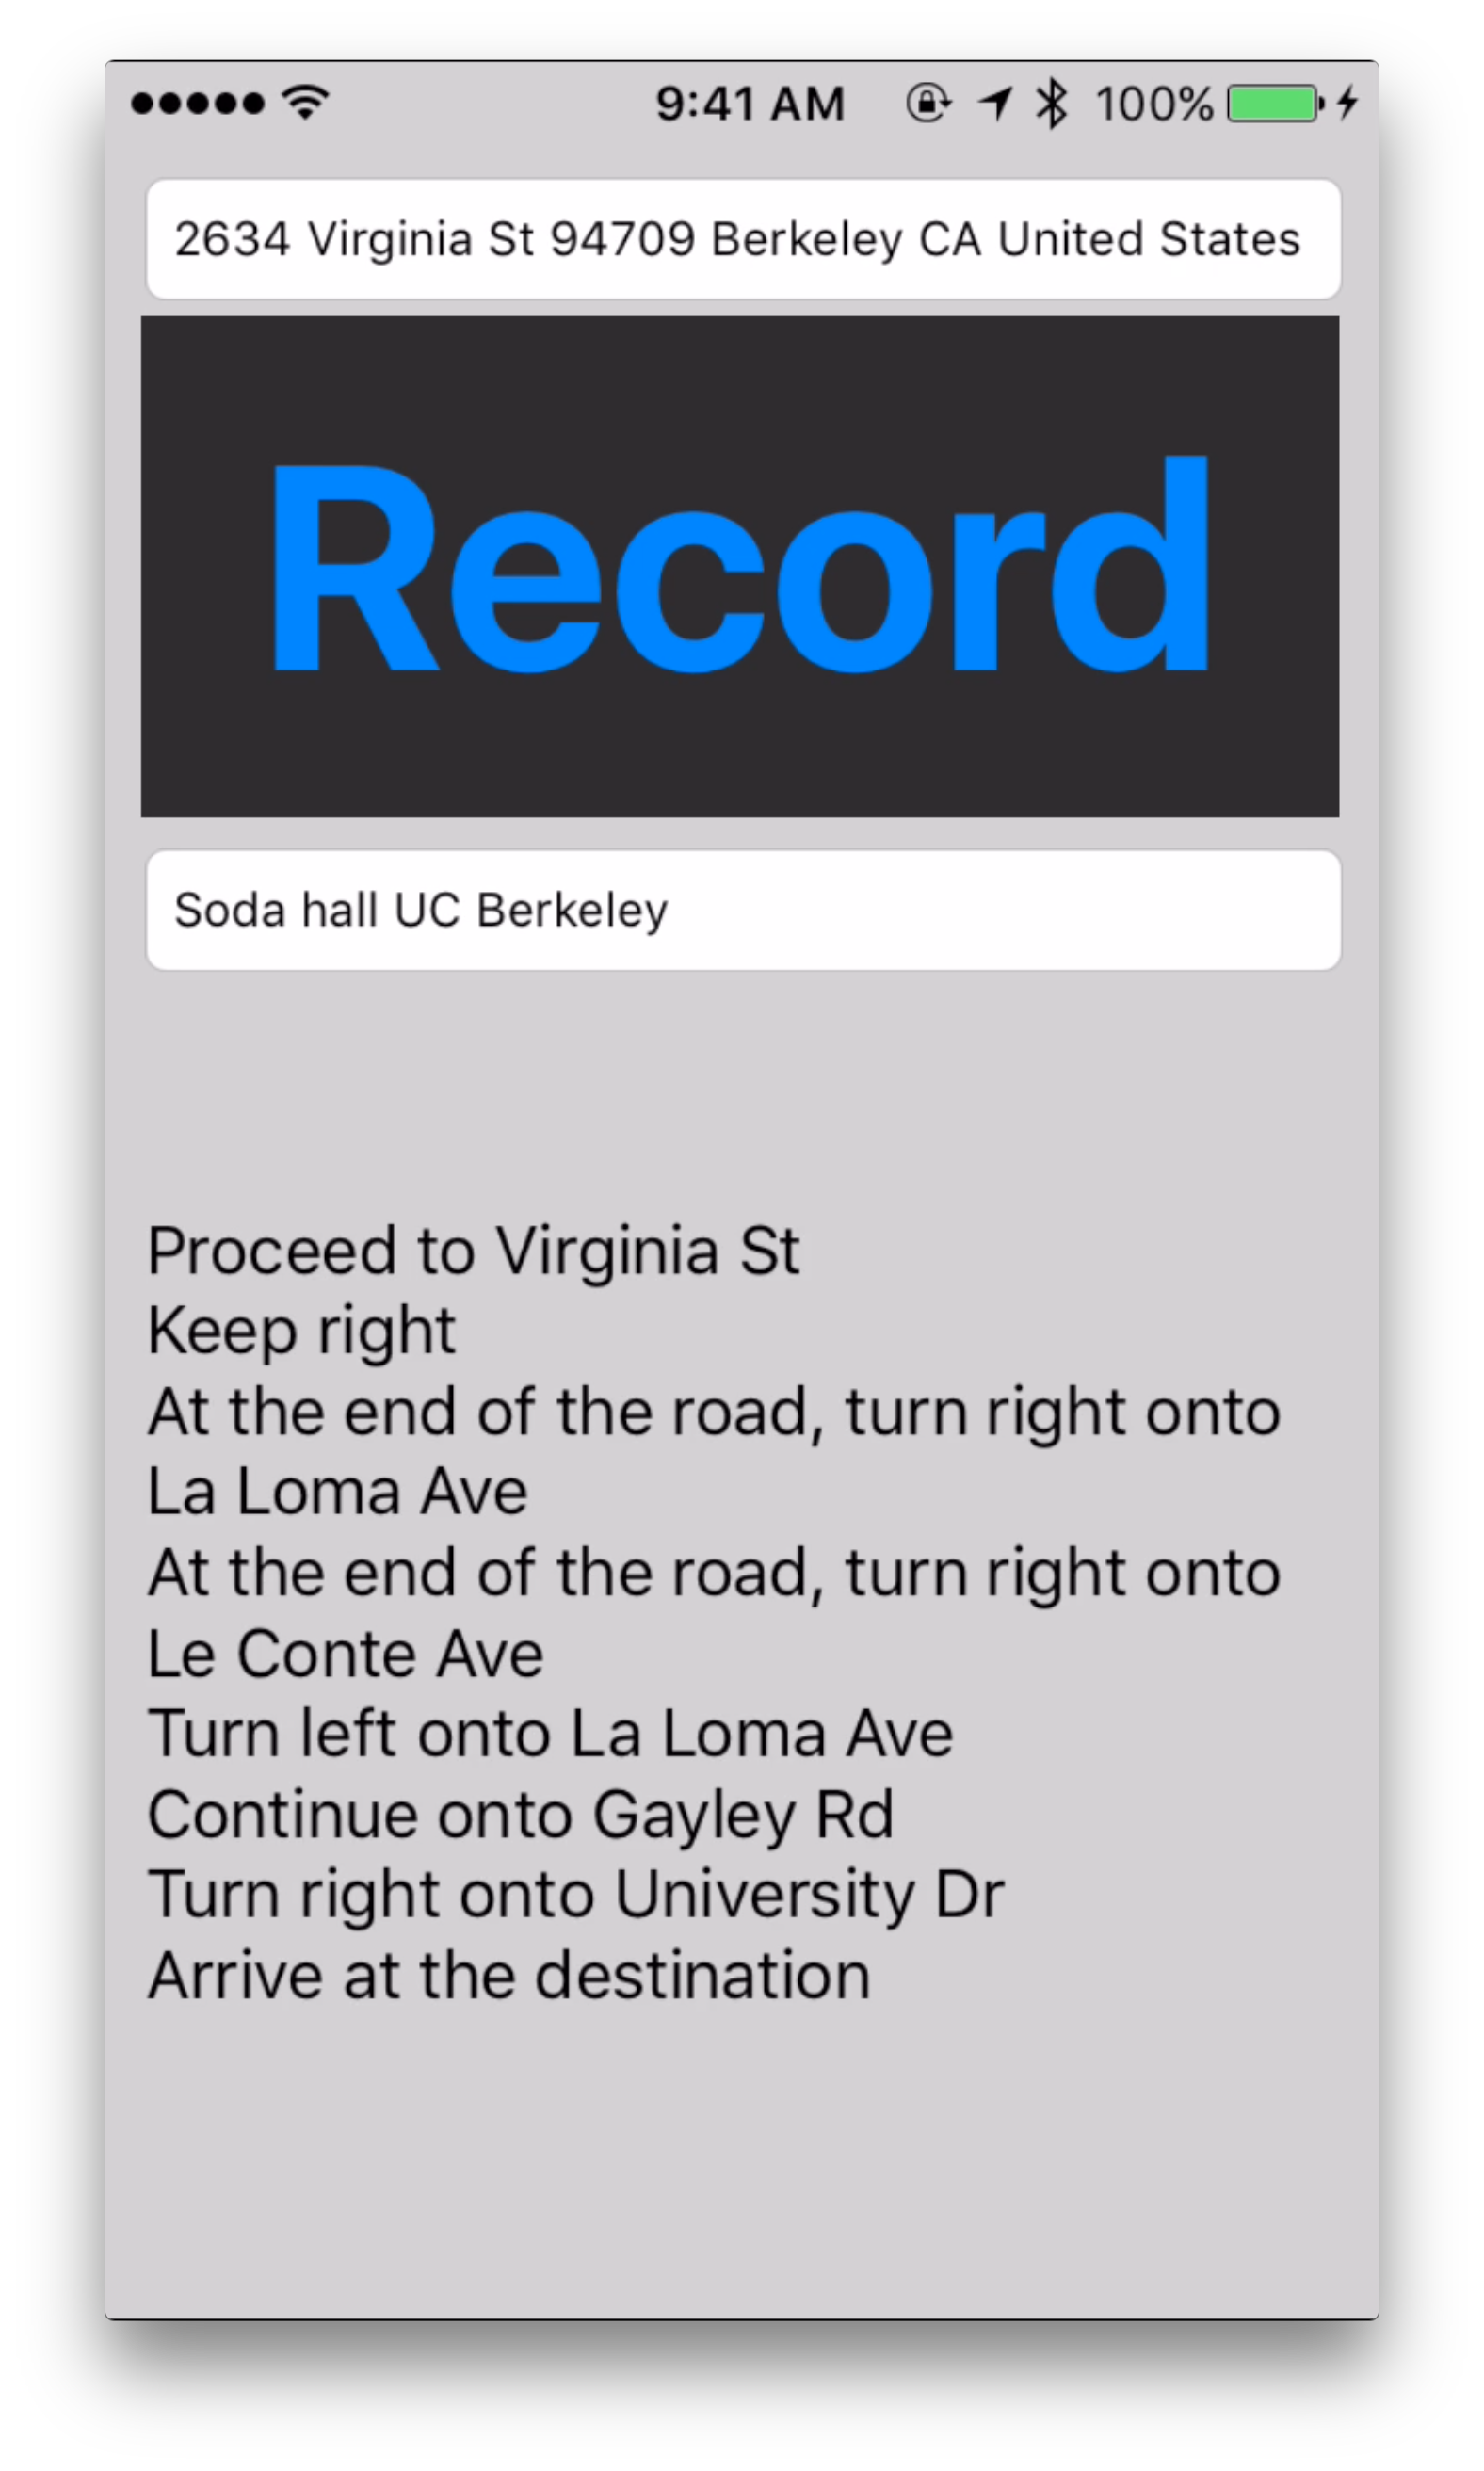 9:41 AM 100%
2634 Virginia St 94709 Berkeley CA United States
Record
Soda hall UC Berkeley
Proceed to Virginia St
Keep right
At the end of the road, turn right onto
La Loma Ave
At the end of the road, turn right onto
Le Conte Ave
Turn left onto La Loma Ave
Continue onto Gayley Rd
Turn right onto University Dr
Arrive at the destination